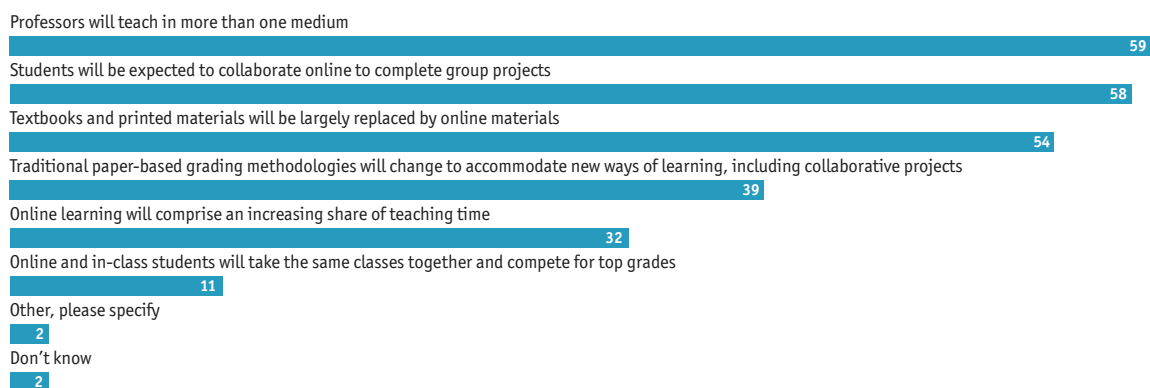 Professors will teach in more than one medium
59
Students will be expected to collaborate online to complete group projects
58
Textbooks and printed materials will be largely replaced by online materials
54
Traditional paper-based grading methodologies will change to accommodate new ways of learning, including collaborative projects
39
Online learning will comprise an increasing share of teaching time
32
Online and in-class students will take the same classes together and compete for top grades
11
Other, please specify
2
Don’t know
2